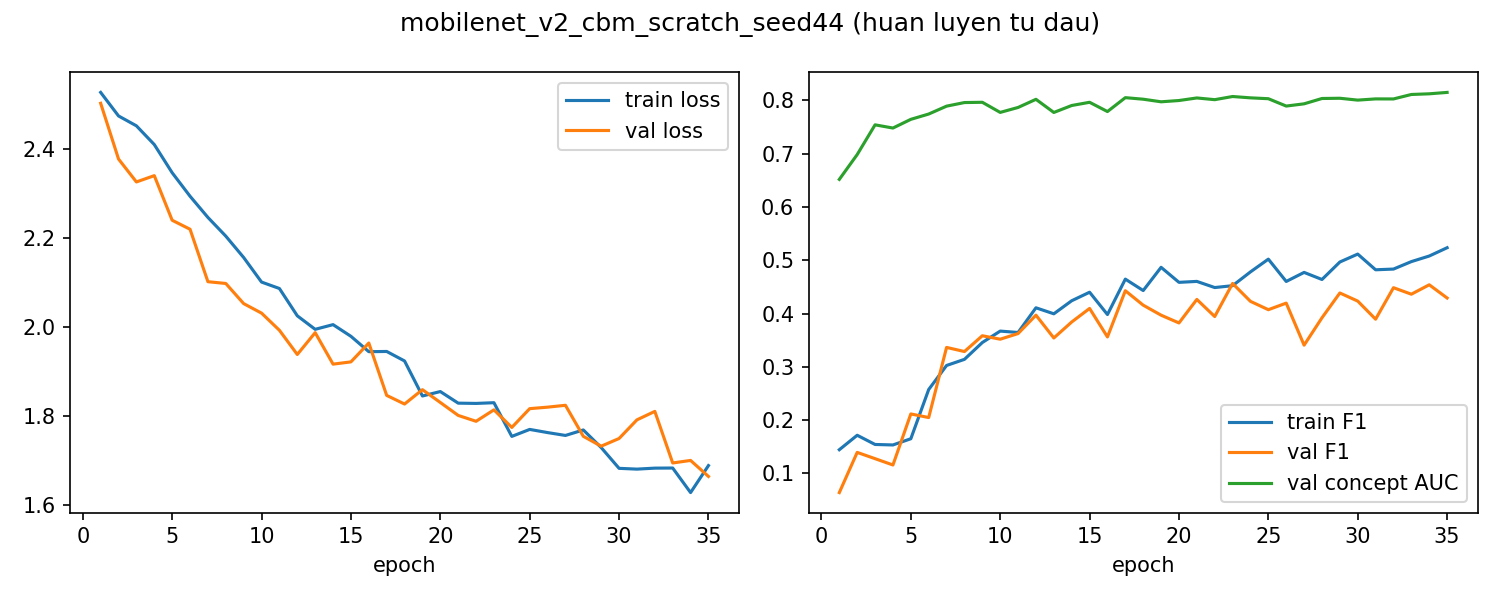 mobilenet_v2_cbm_scratch_seed44 (huan luyen tu dau)
train loss
val loss
2.4
2.2
2.0
1.8
1.6
0 5 10 15 20 25 30 35
epoch
0.8
0.7
0.6
0.5
0.4
0.3
0.2
0.1
train F1
val F1
val concept AUC
0 5 10 15 20 25 30 35
epoch